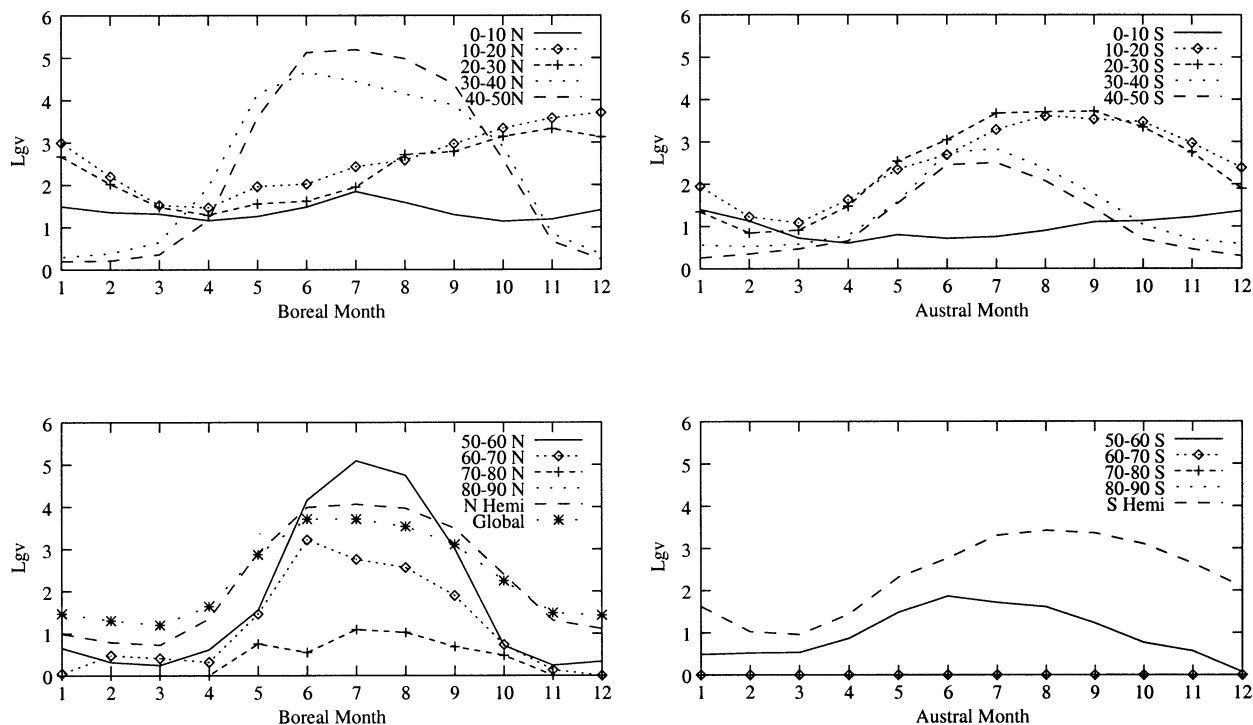 6
5
4
3
2
1
0
Lgv
0-10 N
10-20 N
20-30 N
30-40 N
40-50N
1 2 3 4 5 6 7 8 9 10 11 12
Boreal Month
6
5
4
3
2
1
0
Lgv
0-10 S
10-20 S
20-30 S
30-40 S
40-50 S
1 2 3 4 5 6 7 8 9 10 11 12
Austral Month
6
5
4
3
2
1
0
Lgv
50-60 N
60-70 N
70-80 N
80-90 N
N Hemi
Global
1 2 3 4 5 6 7 8 9 10 11 12
Boreal Month
6
5
4
3
2
1
0
Lgv
50-60 S
60-70 S
70-80 S
80-90 S
S Hemi
1 2 3 4 5 6 7 8 9 10 11 12
Austral Month